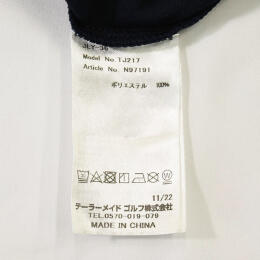 JLY-36
Model No. TJ217
Article No. N97191
ポリエステル 100%
11/22
テーラーメイド ゴルフ株式会社
TEL.0570-019-079
MADE IN CHINA